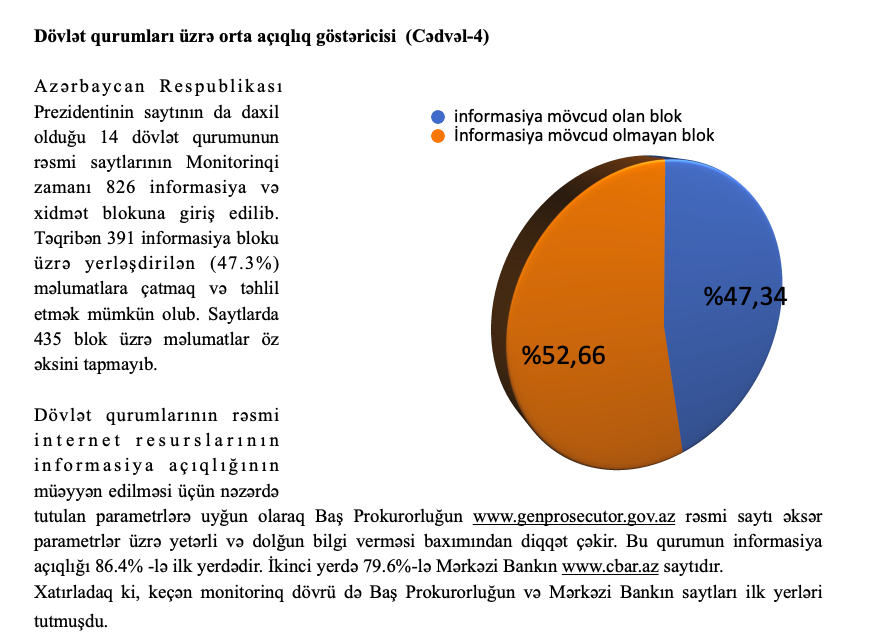 Dövlət qurumları üzrə orta açıqlıq göstəricisi (Cədvəl-4)
Azərbaycan Respublikası
Prezidentinin saytının da daxil
olduğu 14 dövlət qurumunun
rəsmi saytlarının Monitorinqi
zamanı 826 informasiya və
xidmət blokuna giriş edilib.
Təqribən 391 informasiya bloku
üzrə yerləşdirilən (47.3%)
məlumatlara çatmaq və təhlil
etmək mümkün olub. Saytlarda
435 blok üzrə məlumatlar öz
əksini tapmayıb.
informasiya mövcud olan blok
İnformasiya mövcud olmayan blok
%47,34
%52,66
Dövlət qurumlarının rəsmi
internet resurslarının
informasiya açıqlığının
müəyyən edilməsi üçün nəzərdə
tutulan parametrlərə uyğun olaraq Baş Prokurorluğun www.genprosecutor.gov.az rəsmi saytı əksər
parametrlər üzrə yetərli və dolğun bilgi verməsi baxımından diqqət çəkir. Bu qurumun informasiya
açıqlığı 86.4% -lə ilk yerdədir. İkinci yerdə 79.6%-lə Mərkəzi Bankın www.cbar.az saytıdır.
Xatırladaq ki, keçən monitorinq dövrü də Baş Prokurorluğun və Mərkəzi Bankın saytları ilk yerləri
tutmuşdu.